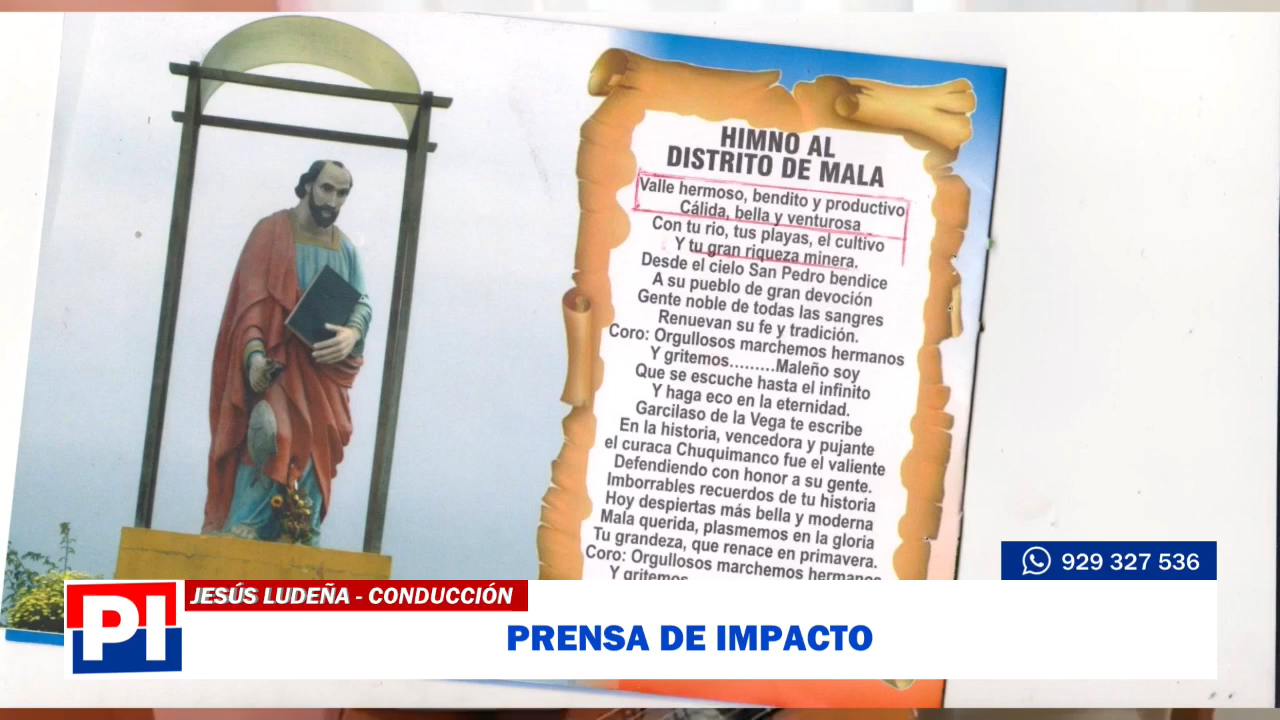 HIMNO AL
DISTRITO DE MALA
Valle hermoso, bendito y productivo
Cálida, bella y venturosa
Con tu rio, tus playas, el cultivo
Y tu gran riqueza minera.
Desde el cielo San Pedro bendice
A su pueblo de gran devoción
Gente noble de todas las sangres
Renuevan su fe y tradición.
Coro: Orgullosos marchemos hermanos
Y gritemos.........Maleño soy
Que se escuche hasta el infinito
Y haga eco en la eternidad.
Garcilaso de la Vega te escribe
En la historia, vencedora y pujante
el curaca Chuquimanco fue el valiente
Defendiendo con honor a su gente.
Imborrables recuerdos de tu historia
Hoy despiertas más bella y moderna
Mala querida, plasmemos en la gloria
Tu grandeza, que renace en primavera.
Coro: Orgullosos marchemos hermanos
Y gritemos
929 327 536
PI
JESÚS LUDEÑA - CONDUCCIÓN
PRENSA DE IMPACTO